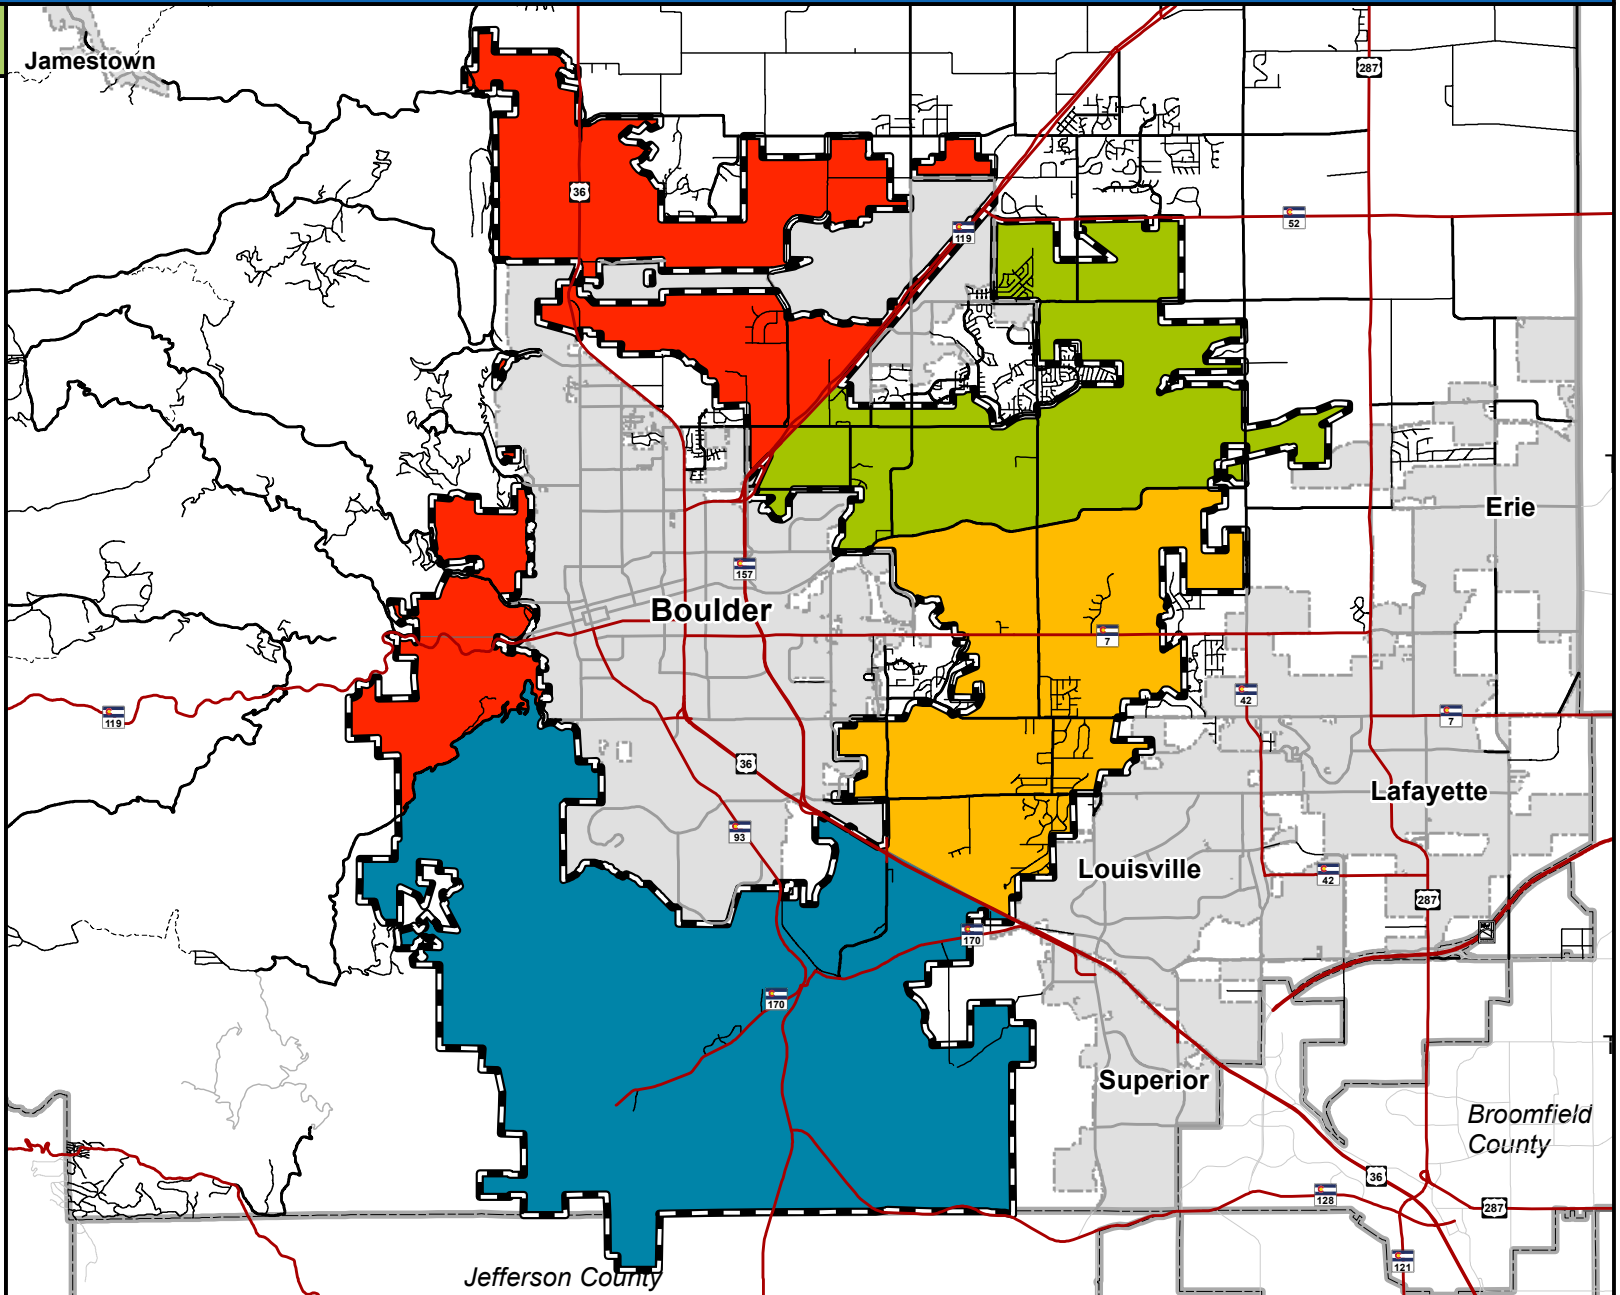 Jamestown
287
36
52
119
Erie
157
Boulder
7
42
119
7
36
Lafayette
93
Louisville
42
287
170
170
Superior
Broomfield
County
36
128
287
121
Jefferson County